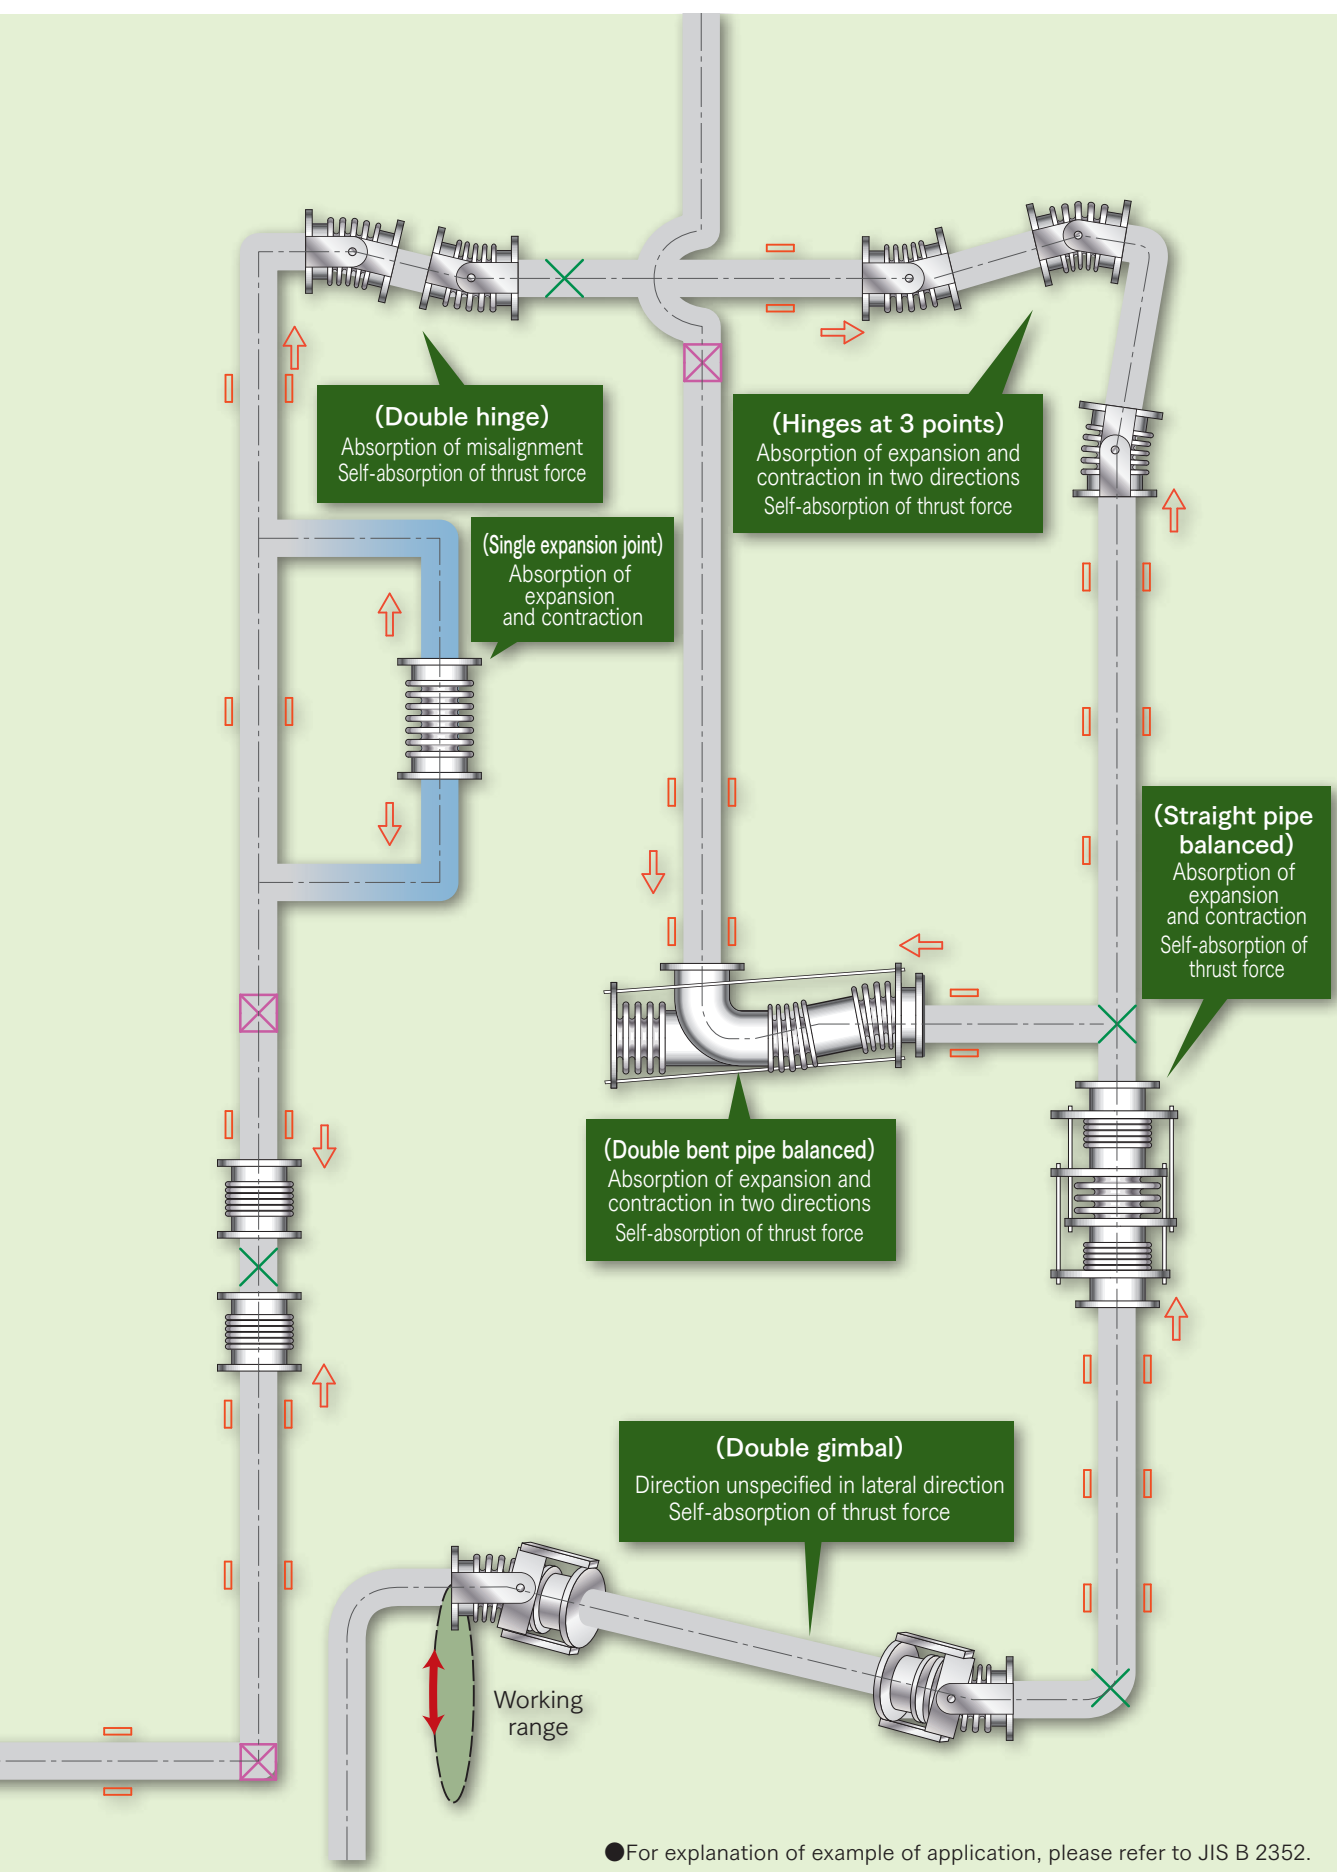 (Double hinge)
Absorption of misalignment
Self-absorption of thrust force
(Hinges at 3 points)
Absorption of expansion and
contraction in two directions
Self-absorption of thrust force
(Single expansion joint)
Absorption of
expansion
and contraction
(Straight pipe
balanced)
Absorption of
expansion
and contraction
Self-absorption of
thrust force
(Double bent pipe balanced)
Absorption of expansion and
contraction in two directions
Self-absorption of thrust force
(Double gimbal)
Direction unspecified in lateral direction
Self-absorption of thrust force
Working
range
●For explanation of example of application, please refer to JIS B 2352.